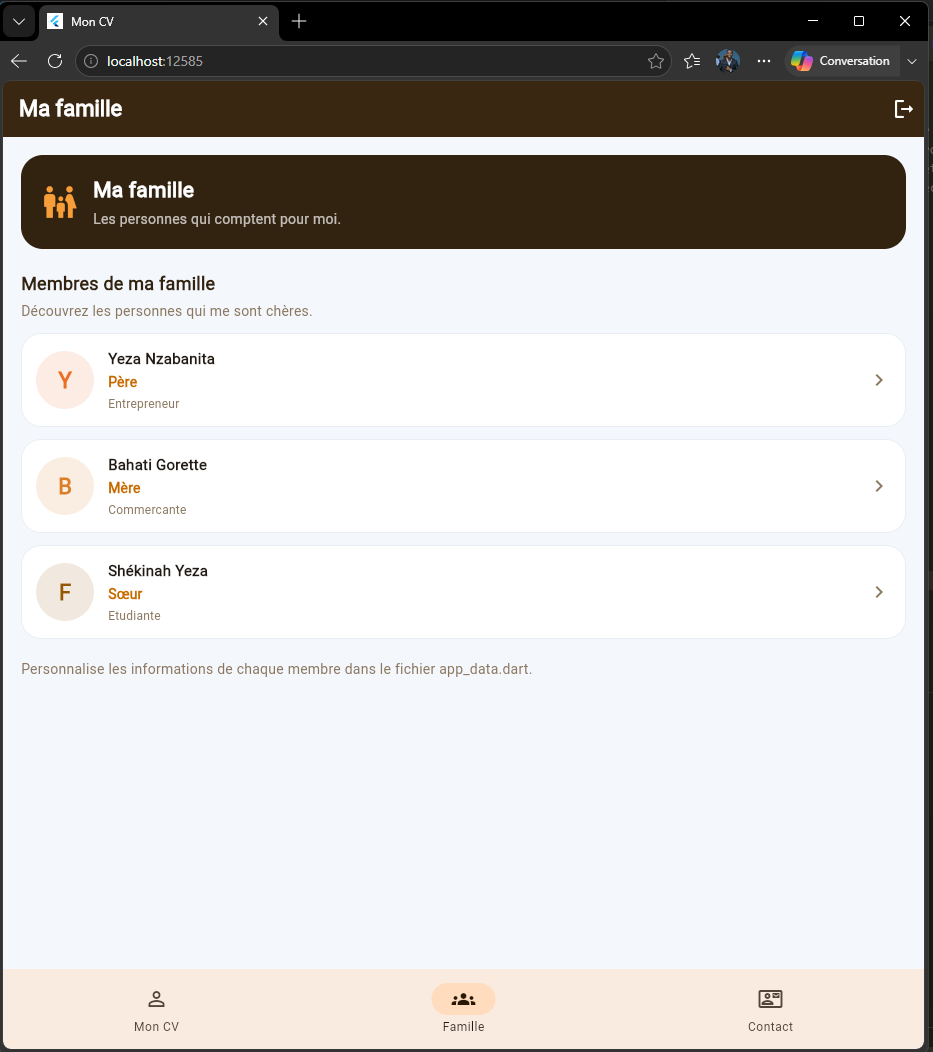 Mon CV
localhost:12585
Conversation
Ma famille
Ma famille
Les personnes qui comptent pour moi.
Membres de ma famille
Découvrez les personnes qui me sont chères.
Y
Yeza Nzabanita
Père
Entrepreneur
B
Bahati Gorette
Mère
Commercante
F
Shékinah Yeza
Sœur
Etudiante
Personnalise les informations de chaque membre dans le fichier app_data.dart.
Mon CV
Famille
Contact